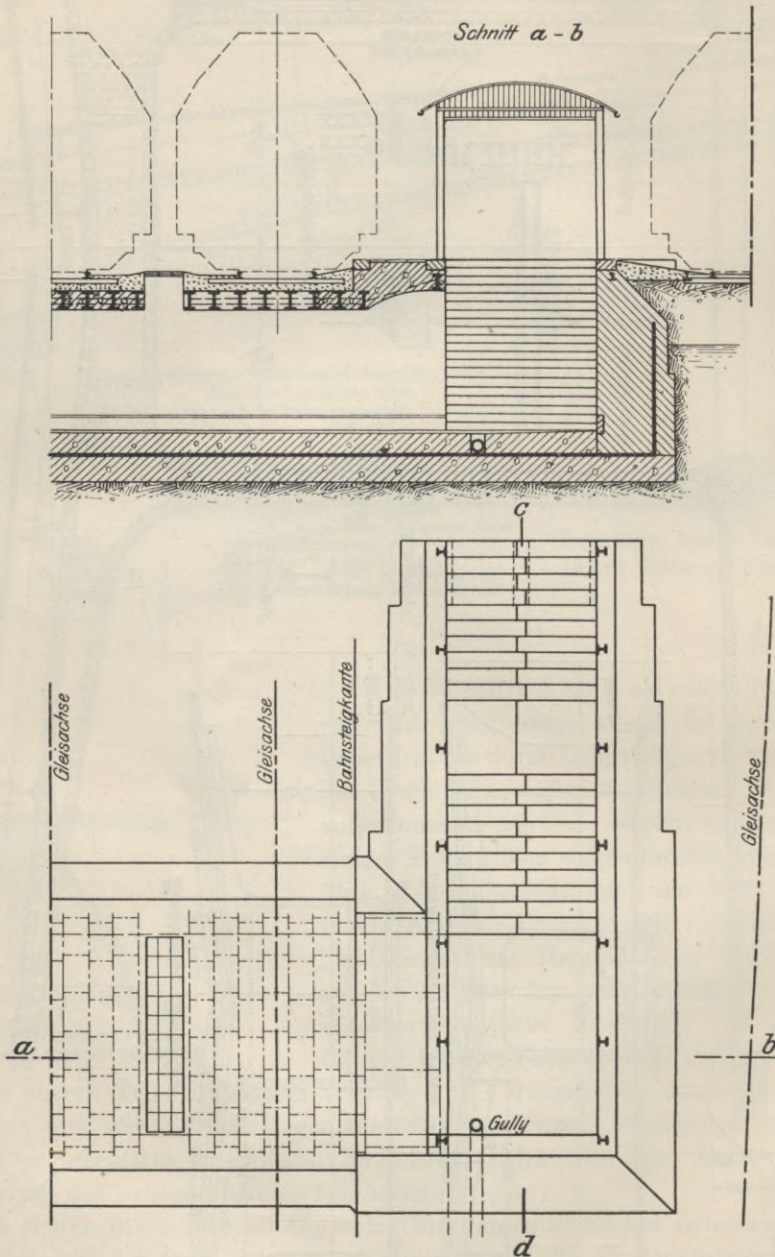 Schnitt a - b
c
Gleisachse
Gleisachse
Bahnsteigkante
Gleisachse
a
b
Gully
d